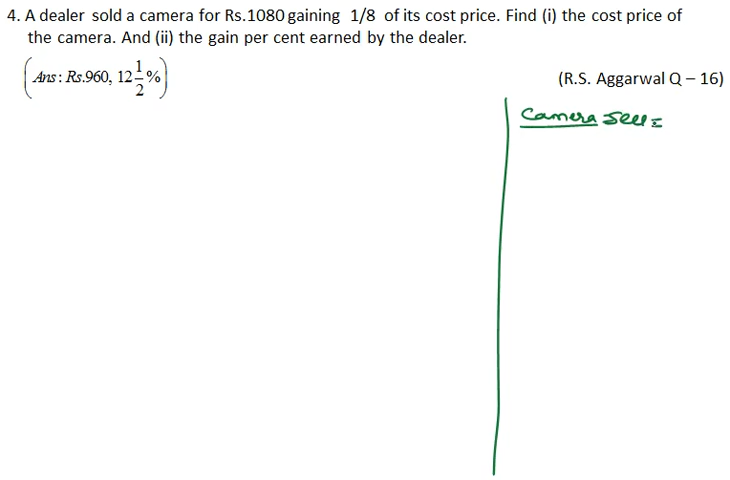 4. A dealer sold a camera for Rs.1080 gaining 1/8 of its cost price. Find (i) the cost price of
the camera. And (ii) the gain per cent earned by the dealer.
(Ans : Rs.960, 12 1/2 %)
(R.S. Aggarwal Q – 16)
Camera sell =